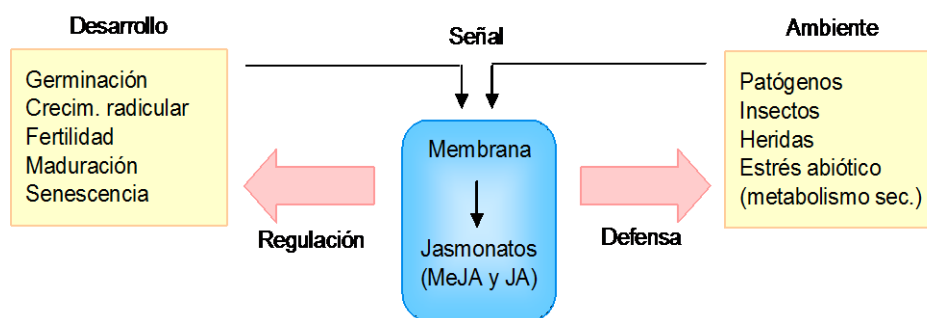 Desarrollo
Germinación
Crecim. radicular
Fertilidad
Maduración
Senescencia
Señal
Ambiente
Patógenos
Insectos
Heridas
Estrés abiótico
(metabolismo sec.)
Membrana
Jasmonatos
(MeJA y JA)
Regulación
Defensa